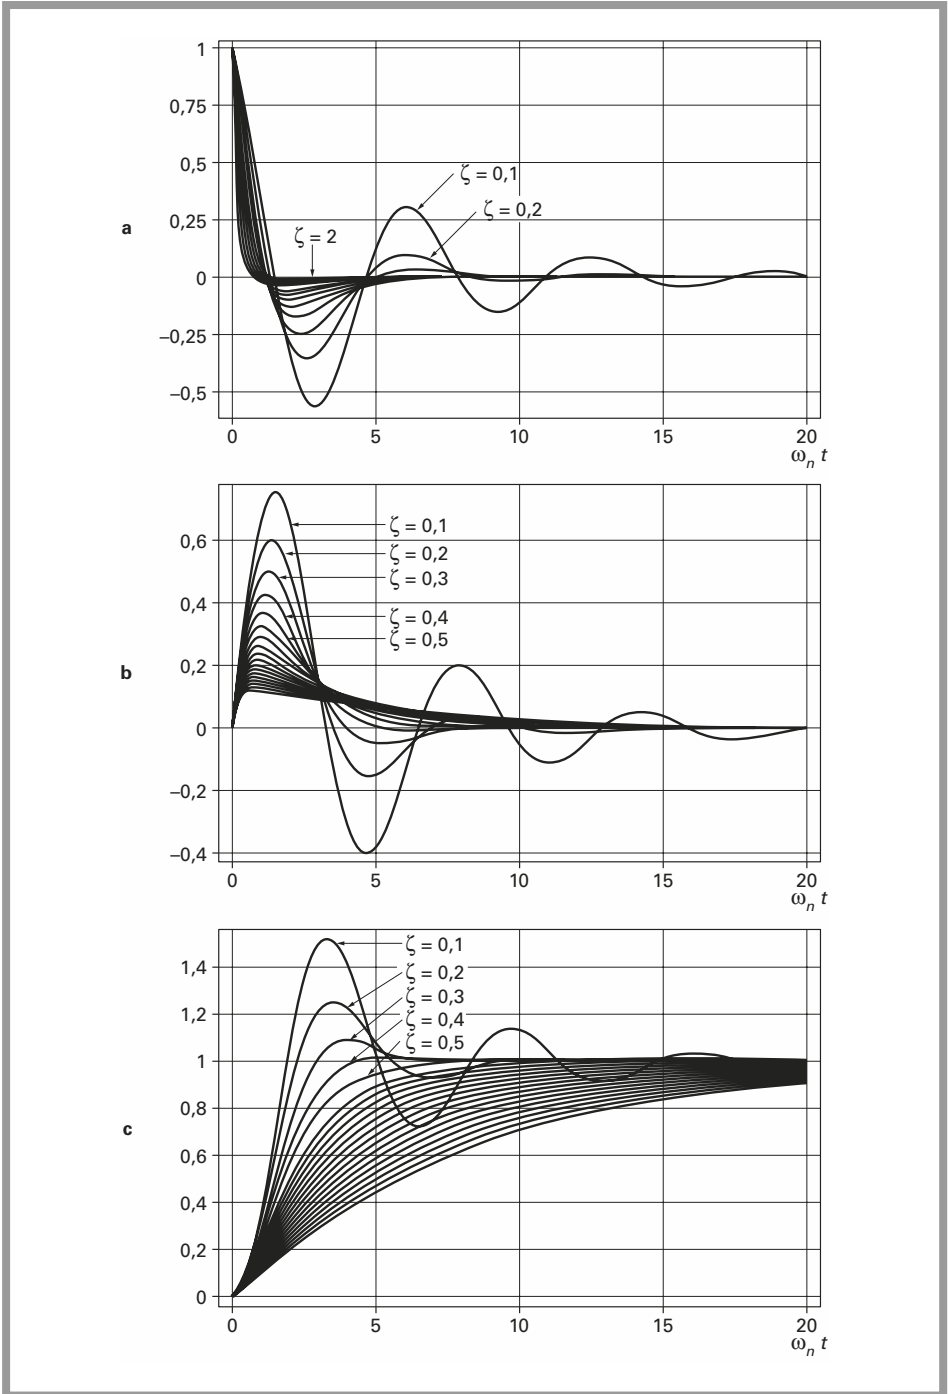 1
0,75
0,5
ζ = 0,1
ζ = 0,2
0,25
a
ζ = 2
0
–0,25
–0,5
0 5 10 15 20
ωn t
ζ = 0,1
0,6
ζ = 0,2
ζ = 0,3
0,4
ζ = 0,4
ζ = 0,5
0,2
b
0
–0,2
–0,4
0 5 10 15 20
ωn t
ζ = 0,1
1,4
ζ = 0,2
ζ = 0,3
1,2
ζ = 0,4
ζ = 0,5
1
0,8
c
0,6
0,4
0,2
0
0 5 10 15 20
ωn t